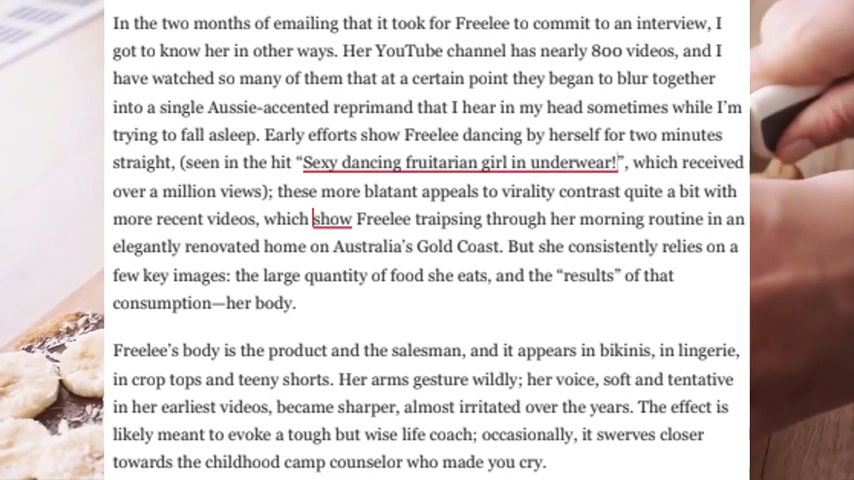 In the two months of emailing that it took for Freelee to commit to an interview, I
got to know her in other ways. Her YouTube channel has nearly 800 videos, and I
have watched so many of them that at a certain point they began to blur together
into a single Aussie-accented reprimand that I hear in my head sometimes while I’m
trying to fall asleep. Early efforts show Freelee dancing by herself for two minutes
straight, (seen in the hit “Sexy dancing fruitarian girl in underwear!”, which received
over a million views); these more blatant appeals to virality contrast quite a bit with
more recent videos, which show Freelee traipsing through her morning routine in an
elegantly renovated home on Australia’s Gold Coast. But she consistently relies on a
few key images: the large quantity of food she eats, and the “results” of that
consumption—her body.
Freelee’s body is the product and the salesman, and it appears in bikinis, in lingerie,
in crop tops and teeny shorts. Her arms gesture wildly; her voice, soft and tentative
in her earliest videos, became sharper, almost irritated over the years. The effect is
likely meant to evoke a tough but wise life coach; occasionally, it swerves closer
towards the childhood camp counselor who made you cry.